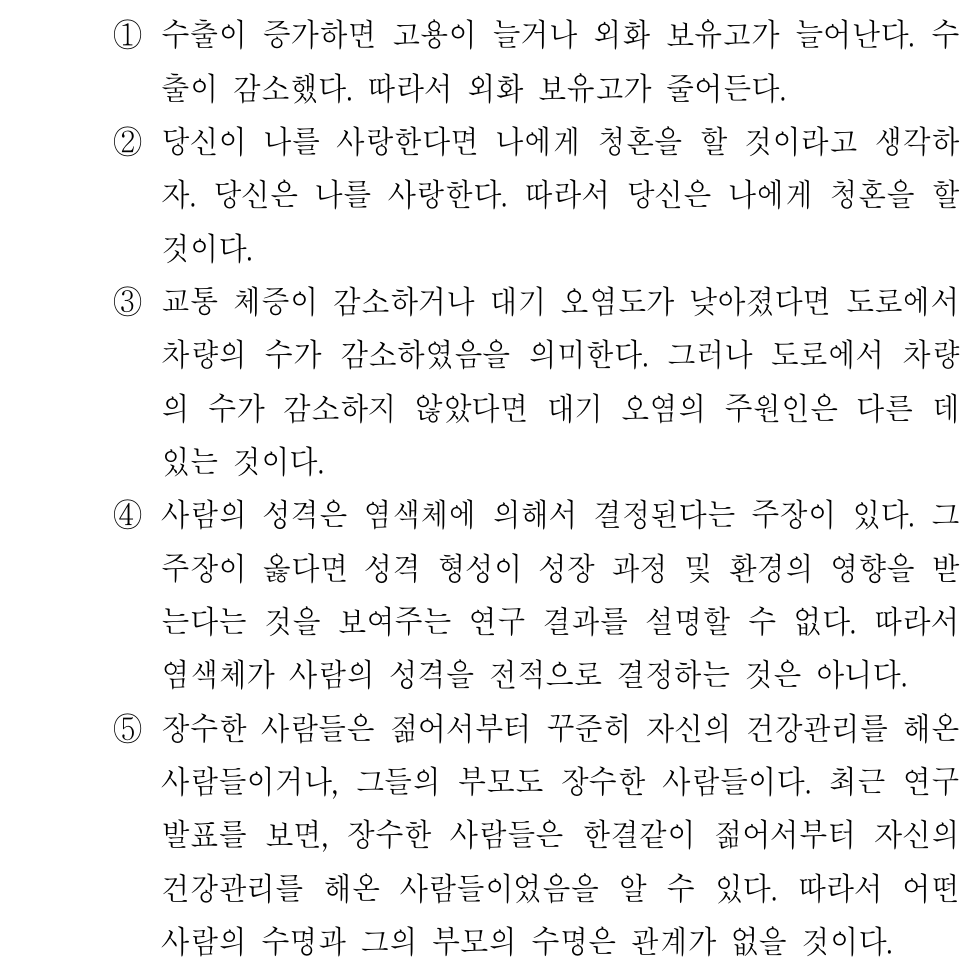 ① 수출이 증가하면 고용이 늘거나 외화 보유고가 늘어난다. 수
출이 감소했다. 따라서 외화 보유고가 줄어든다.
② 당신이 나를 사랑한다면 나에게 청혼을 할 것이라고 생각하
자. 당신은 나를 사랑한다. 따라서 당신은 나에게 청혼을 할
것이다.
③ 교통 체증이 감소하거나 대기 오염도가 낮아졌다면 도로에서
차량의 수가 감소하였음을 의미한다. 그러나 도로에서 차량
의 수가 감소하지 않았다면 대기 오염의 주원인은 다른 데
있는 것이다.
④ 사람의 성격은 염색체에 의해서 결정된다는 주장이 있다. 그
주장이 옳다면 성격 형성이 성장 과정 및 환경의 영향을 받
는다는 것을 보여주는 연구 결과를 설명할 수 없다. 따라서
염색체가 사람의 성격을 전적으로 결정하는 것은 아니다.
⑤ 장수한 사람들은 젊어서부터 꾸준히 자신의 건강관리를 해온
사람들이거나, 그들의 부모도 장수한 사람들이다. 최근 연구
발표를 보면, 장수한 사람들은 한결같이 젊어서부터 자신의
건강관리를 해온 사람들이었음을 알 수 있다. 따라서 어떤
사람의 수명과 그의 부모의 수명은 관계가 없을 것이다.